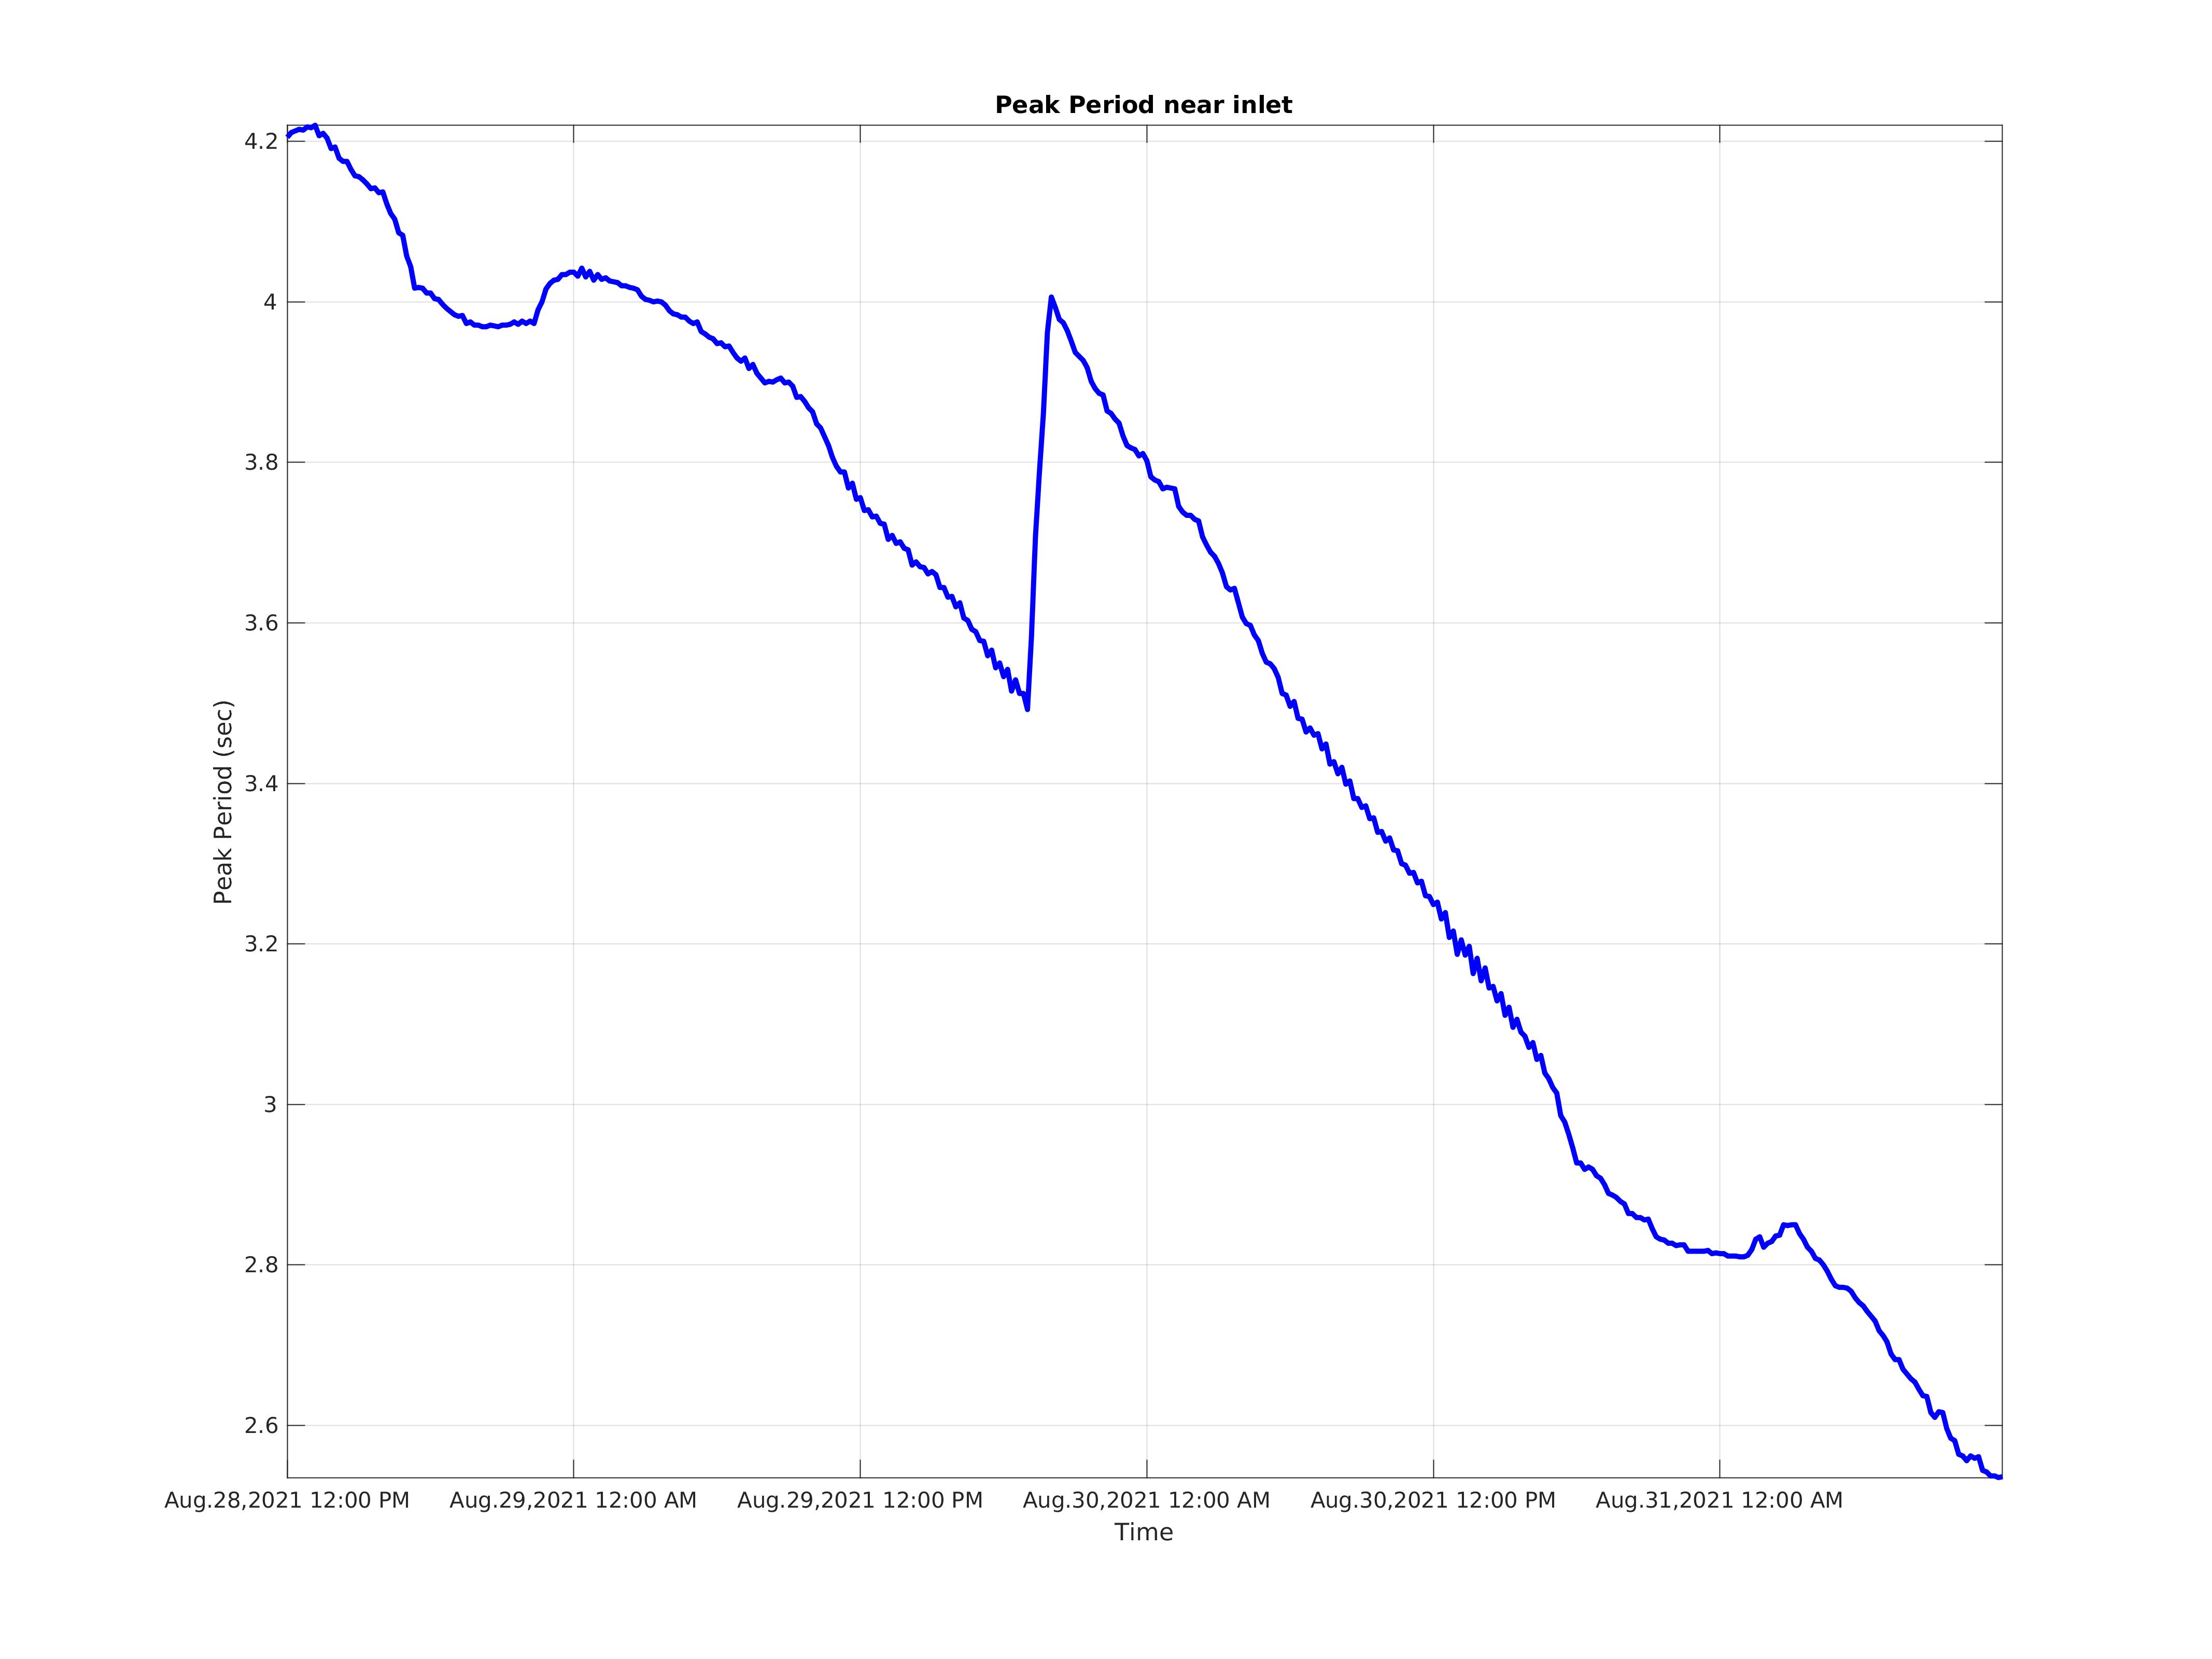 Peak Period near inlet
4.2
4
3.8
3.6
3.4
3.2
3
2.8
2.6
Peak Period (sec)
Aug.28,2021 12:00 PM Aug.29,2021 12:00 AM Aug.29,2021 12:00 PM Aug.30,2021 12:00 AM Aug.30,2021 12:00 PM Aug.31,2021 12:00 AM
Time